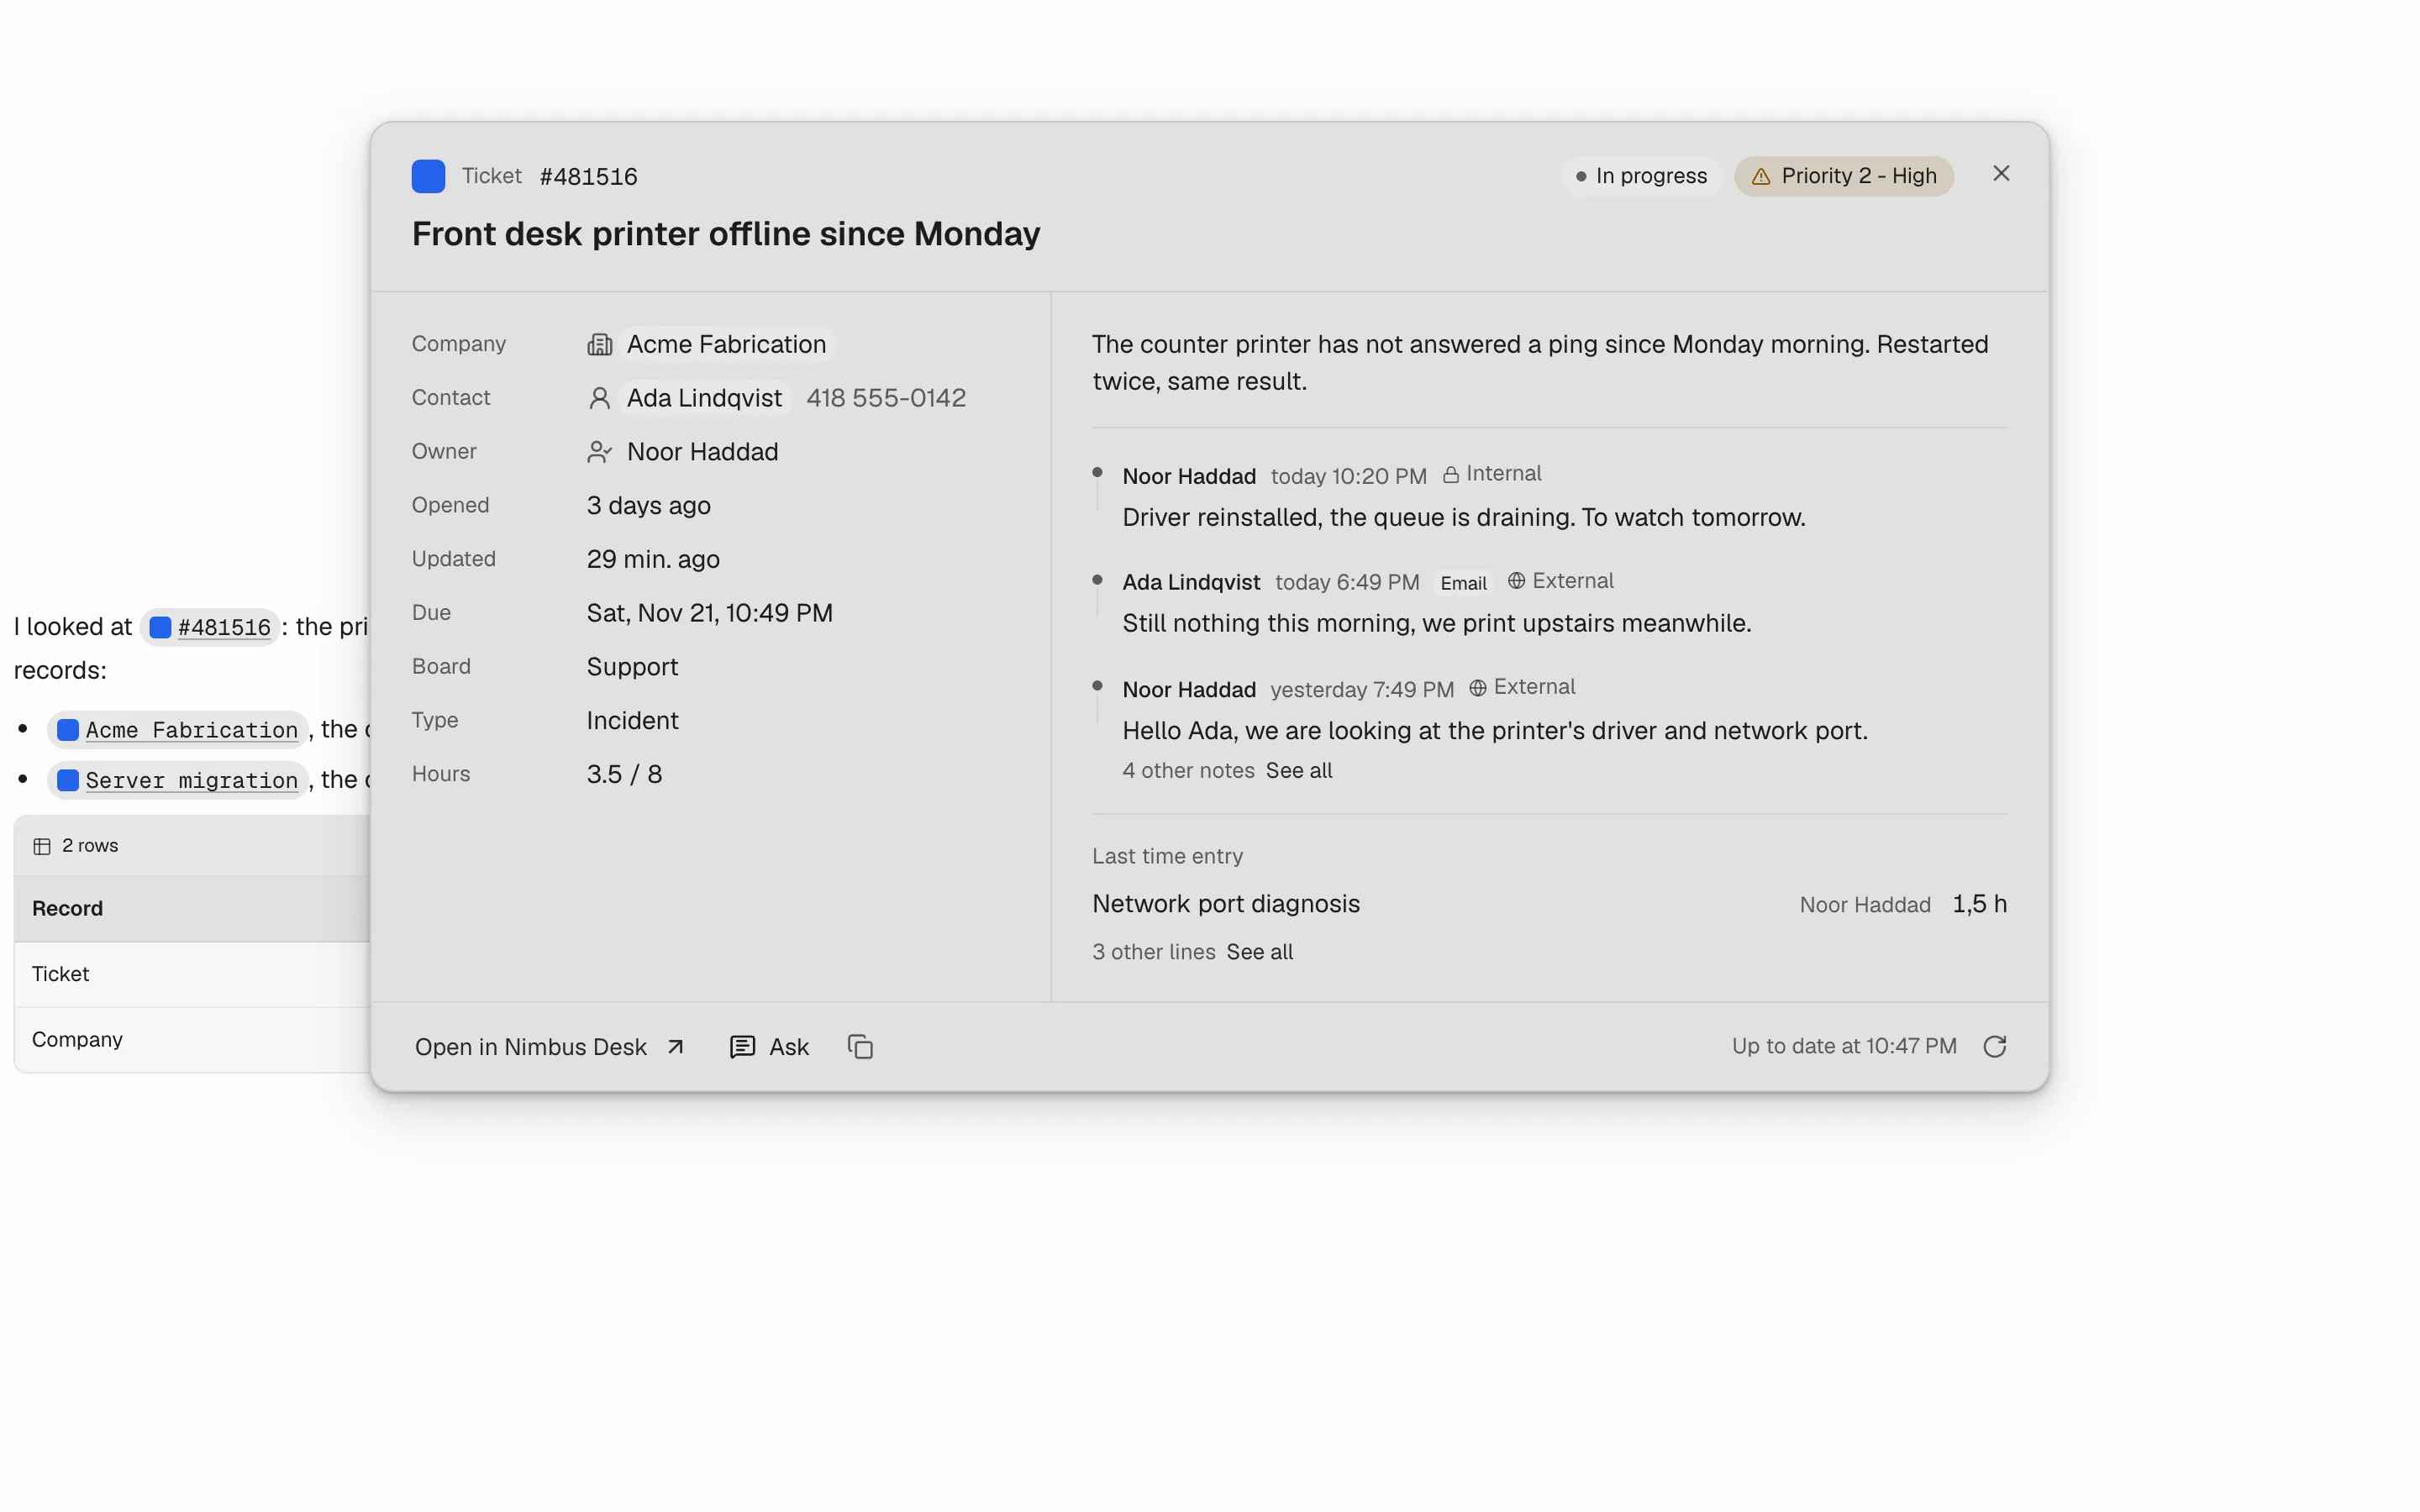 Ticket #481516
In progress
Priority 2 - High
Front desk printer offline since Monday
Company Acme Fabrication
Contact Ada Lindqvist 418 555-0142
Owner Noor Haddad
Opened 3 days ago
Updated 29 min. ago
Due Sat, Nov 21, 10:49 PM
Board Support
Type Incident
Hours 3.5 / 8
The counter printer has not answered a ping since Monday morning. Restarted
twice, same result.
Noor Haddad today 10:20 PM Internal
Driver reinstalled, the queue is draining. To watch tomorrow.
Ada Lindqvist today 6:49 PM Email External
Still nothing this morning, we print upstairs meanwhile.
Noor Haddad yesterday 7:49 PM External
Hello Ada, we are looking at the printer's driver and network port.
4 other notes See all
Last time entry
Network port diagnosis Noor Haddad 1,5 h
3 other lines See all
Open in Nimbus Desk Ask
Up to date at 10:47 PM
I looked at #481516 : the pri
records:
• Acme Fabrication , the
• Server migration , the
2 rows
Record
Ticket
Company